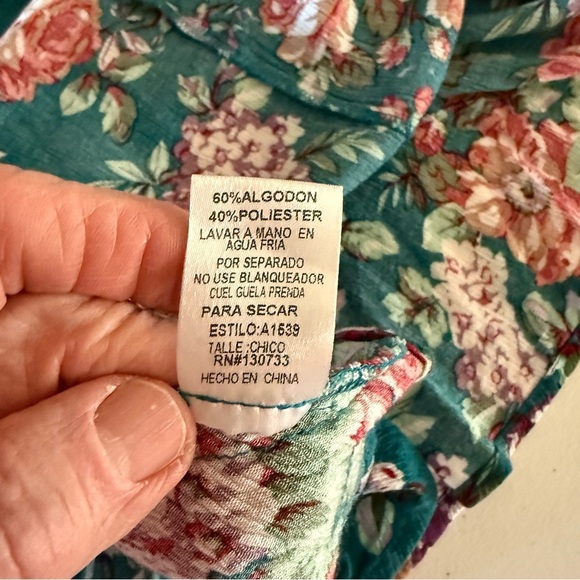 60%ALGODON
40%POLIESTER
LAVAR A MANO EN
AGUA FRIA
POR SEPARADO
NO USE BLANQUEADOR
CUEL GUELA FRENDA
PARA SECAR
ESTILO:A1539
TALLE :CHICO
RN#130733
HECHO EN CHINA